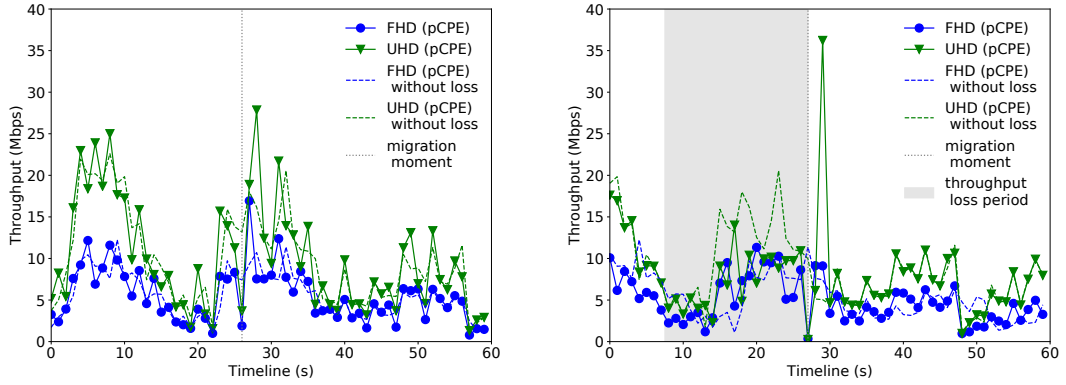 40
35
30
25
20
15
10
5
0
Throughput (Mbps)
0 10 20 30 40 50 60
Timeline (s)
FHD (pCPE)
UHD (pCPE)
FHD (pCPE)
without loss
UHD (pCPE)
without loss
migration
moment
40
35
30
25
20
15
10
5
0
Throughput (Mbps)
0 10 20 30 40 50 60
Timeline (s)
FHD (pCPE)
UHD (pCPE)
FHD (pCPE)
without loss
UHD (pCPE)
without loss
migration
moment
throughput
loss period